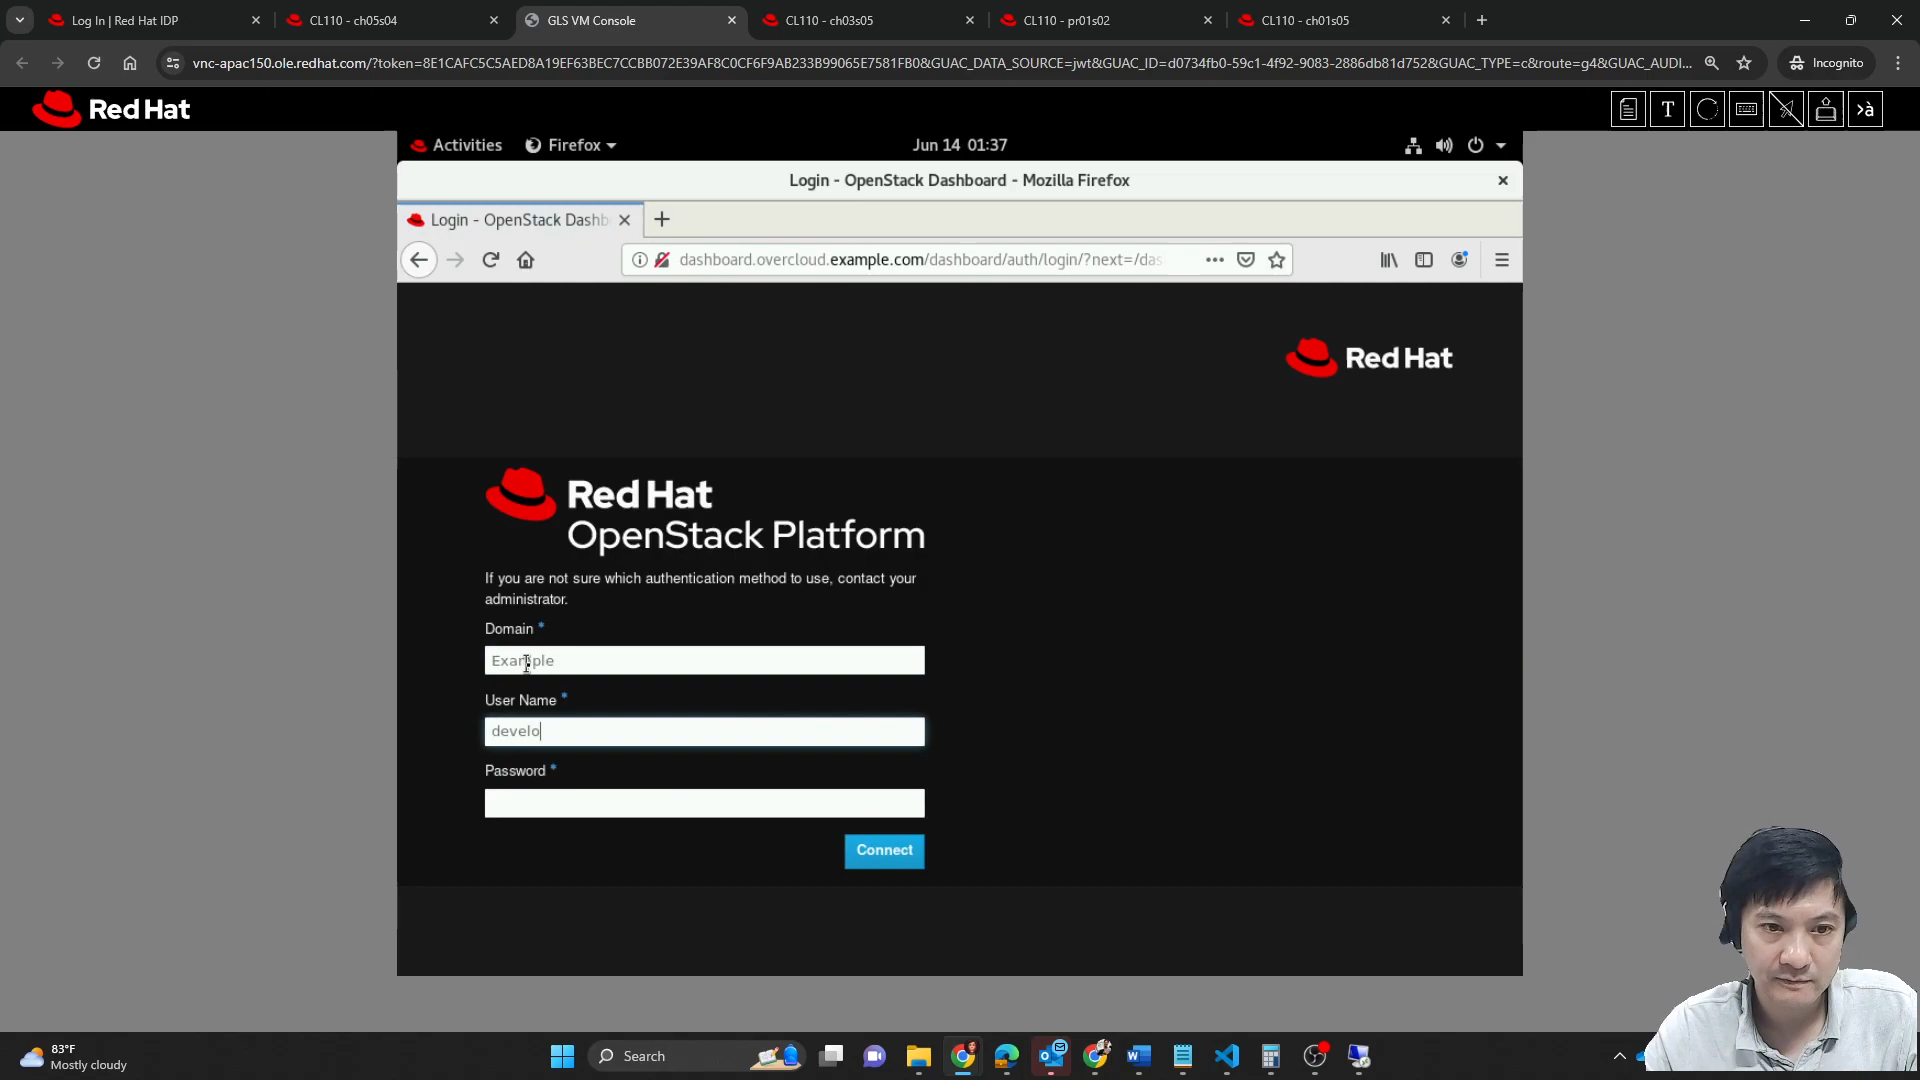 Log In | Red Hat IDP
CL110 - ch05s04
GLS VM Console
CL110 - ch03s05
CL110 - pr01s02
CL110 - ch01s05
vnc-apac150.ole.redhat.com/?token=8E1CAFC5C5AED8A19EF63BEC7CCBB072E39AF8C0CF6F9AB233B99065E7581FB0&GUAC_DATA_SOURCE=jwt&GUAC_ID=d0734fb0-59c1-4f92-9083-2886db81d752&GUAC_TYPE=c&route=g4&GUAC_AUDI...
Incognito
Red Hat
T
>à
Activities
Firefox
Jun 14 01:37
Login - OpenStack Dashboard - Mozilla Firefox
Login - OpenStack Dashb
dashboard.overcloud.example.com/dashboard/auth/login/?next=/das
Red Hat
Red Hat
OpenStack Platform
If you are not sure which authentication method to use, contact your
administrator.
Domain *
Example
User Name *
develo
Password *
Connect
83°F
Mostly cloudy
Search